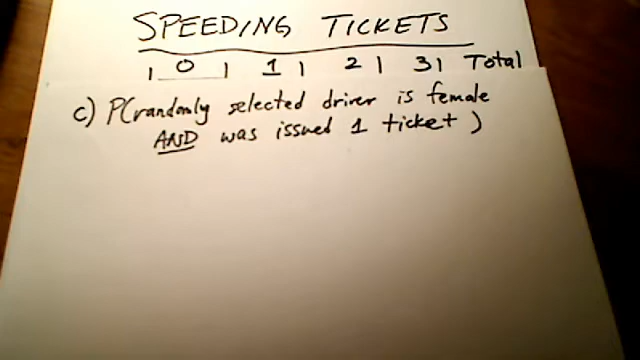 SPEEDING TICKETS
| 0 | 1 | 2 | 3 | Total
c) P(randomly selected driver is female
AND was issued 1 ticket)